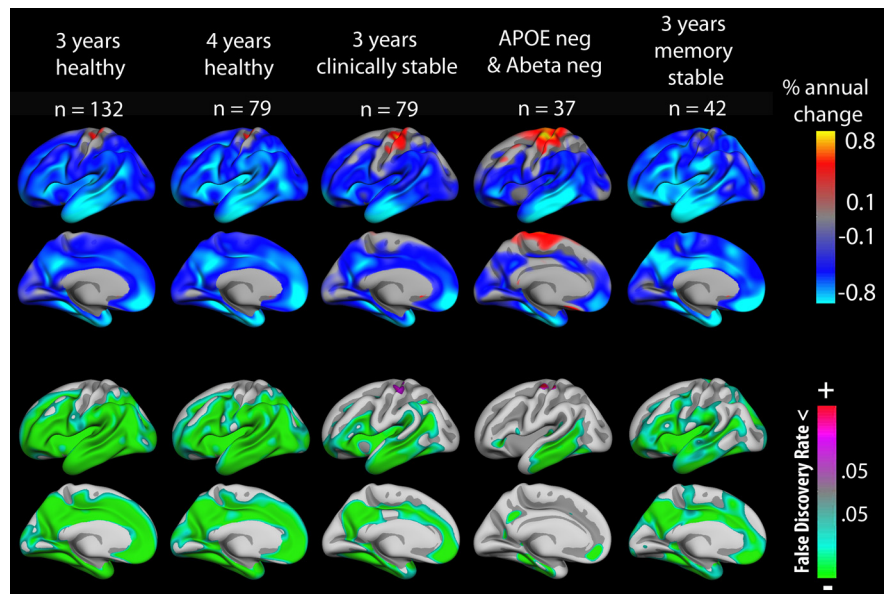 3 years
healthy
4 years
healthy
3 years
clinically stable
APOE neg
& Abeta neg
3 years
memory
stable
n = 132
n = 79
n = 79
n = 37
n = 42
% annual
change
0.8
0.1
-0.1
-0.8
+
False Discovery Rate <
.05
.05
-